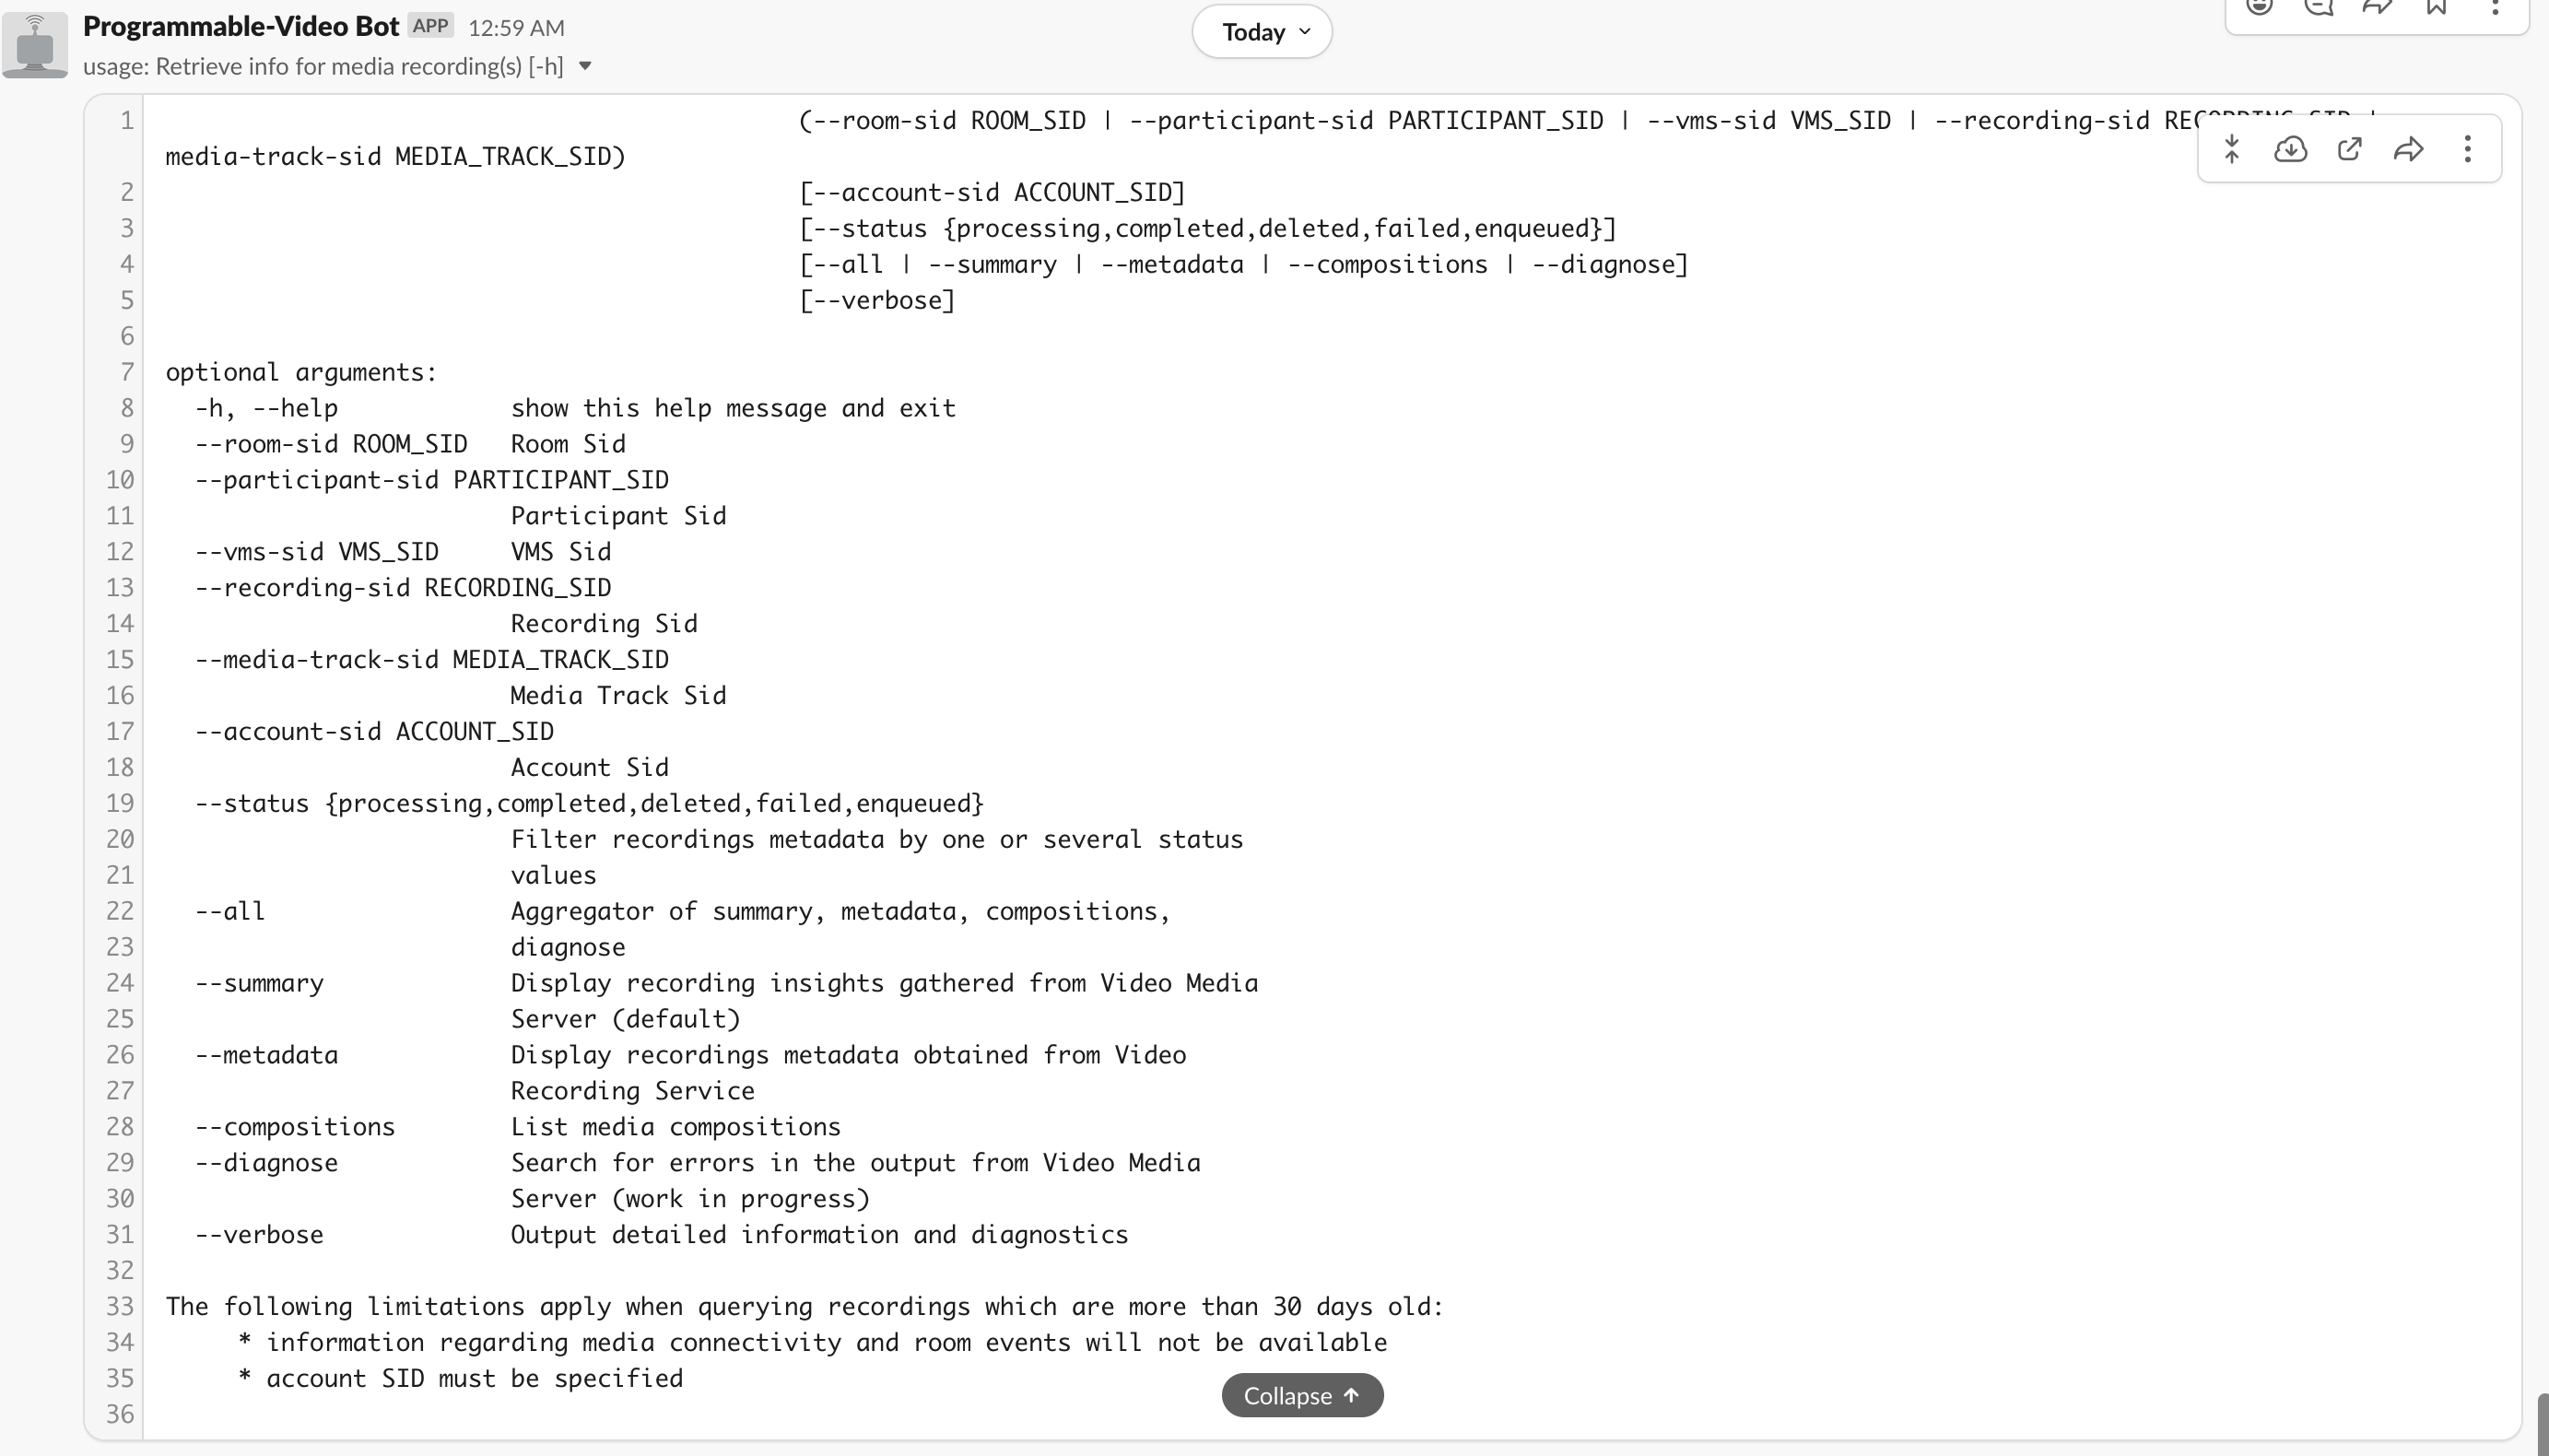 Programmable-Video Bot APP 12:59 AM
Today
usage: Retrieve info for media recording(s) [-h]
1 (--room-sid ROOM_SID | --participant-sid PARTICIPANT_SID | --vms-sid VMS_SID | --recording-sid RECORDING_SID |
media-track-sid MEDIA_TRACK_SID)
2 [--account-sid ACCOUNT_SID]
3 [--status {processing,completed,deleted,failed,enqueued}]
4 [--all | --summary | --metadata | --compositions | --diagnose]
5 [--verbose]
6
7 optional arguments:
8 -h, --help show this help message and exit
9 --room-sid ROOM_SID Room Sid
10 --participant-sid PARTICIPANT_SID
11 Participant Sid
12 --vms-sid VMS_SID VMS Sid
13 --recording-sid RECORDING_SID
14 Recording Sid
15 --media-track-sid MEDIA_TRACK_SID
16 Media Track Sid
17 --account-sid ACCOUNT_SID
18 Account Sid
19 --status {processing,completed,deleted,failed,enqueued}
20 Filter recordings metadata by one or several status
21 values
22 --all Aggregator of summary, metadata, compositions,
23 diagnose
24 --summary Display recording insights gathered from Video Media
25 Server (default)
26 --metadata Display recordings metadata obtained from Video
27 Recording Service
28 --compositions List media compositions
29 --diagnose Search for errors in the output from Video Media
30 Server (work in progress)
31 --verbose Output detailed information and diagnostics
32
33 The following limitations apply when querying recordings which are more than 30 days old:
34 * information regarding media connectivity and room events will not be available
35 * account SID must be specified
Collapse
36